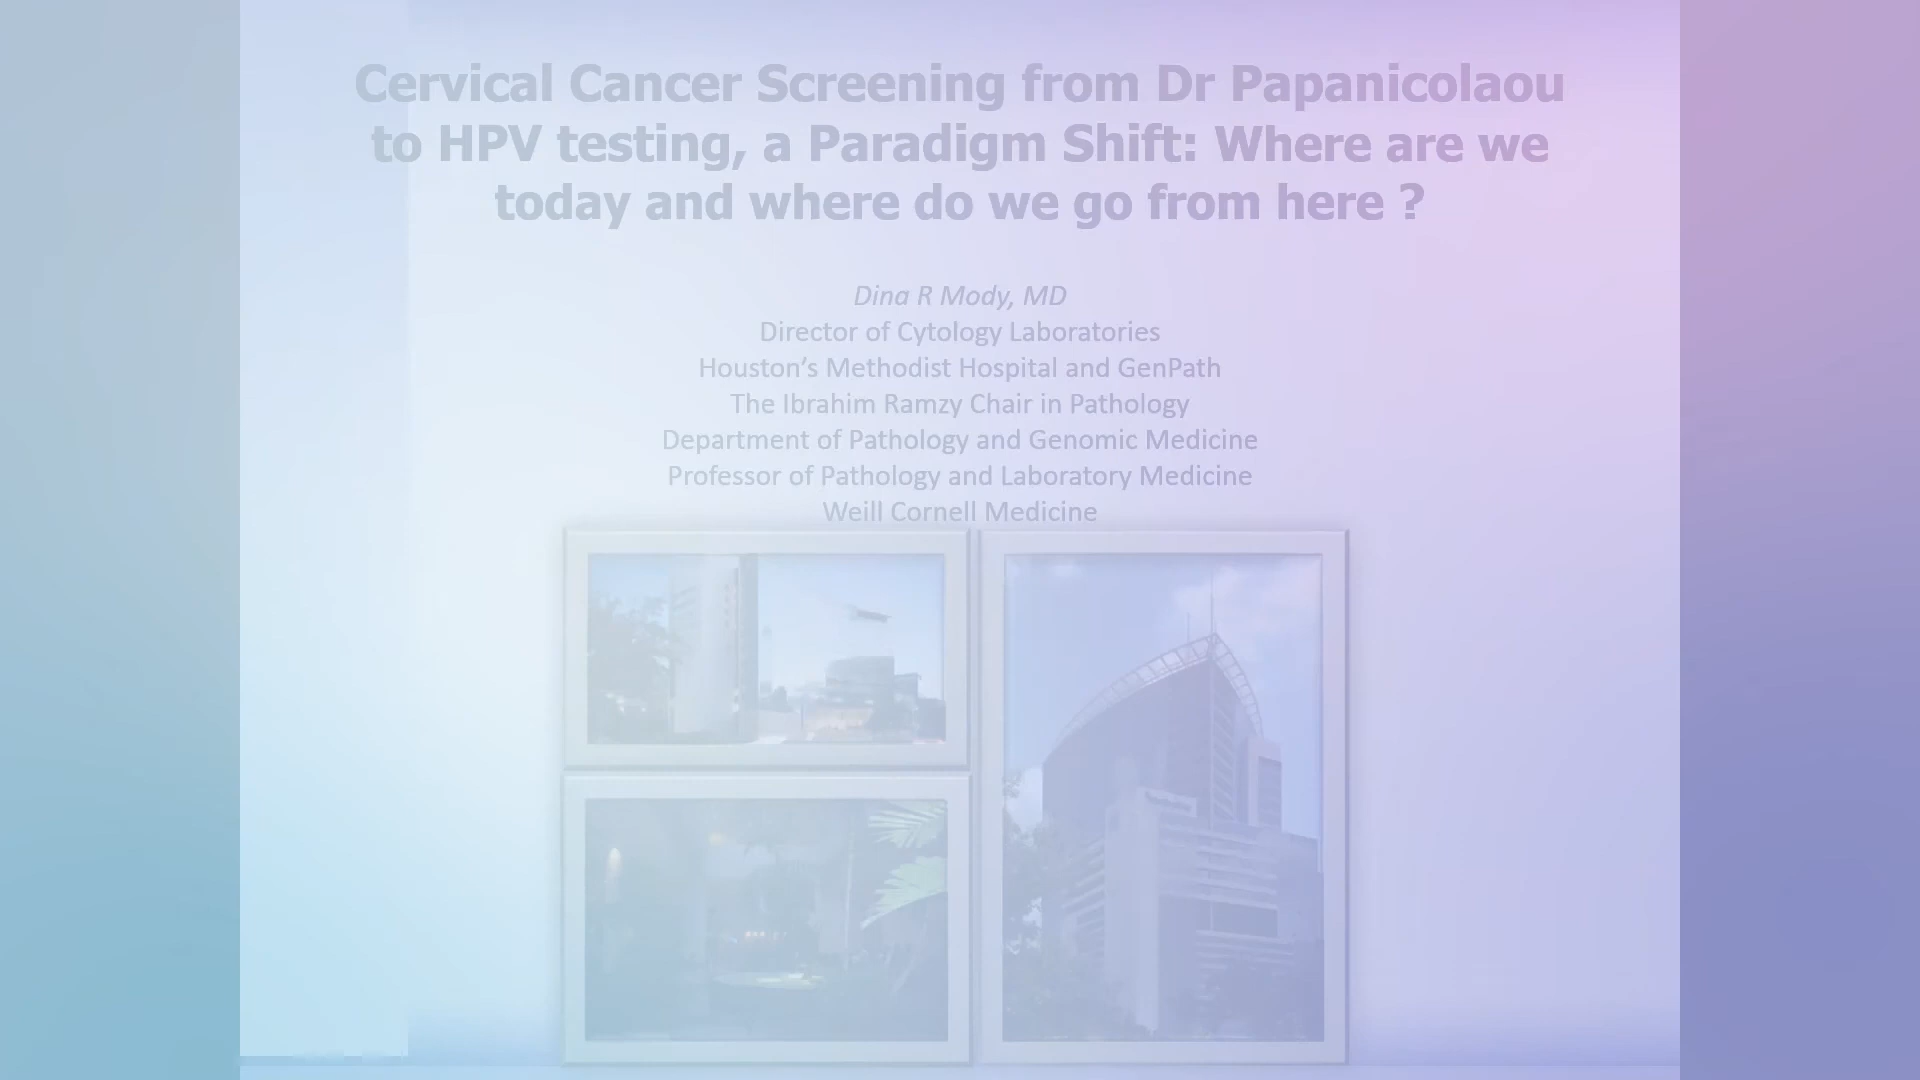 Cervical Cancer Screening from Dr Papanicolaou
to HPV testing, a Paradigm Shift: Where are we
today and where do we go from here ?
Dina R Mody, MD
Director of Cytology Laboratories
Houston’s Methodist Hospital and GenPath
The Ibrahim Ramzy Chair in Pathology
Department of Pathology and Genomic Medicine
Professor of Pathology and Laboratory Medicine
Weill Cornell Medicine